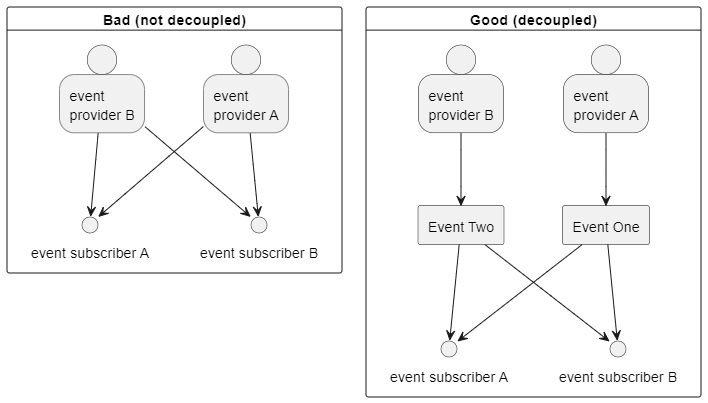 Bad (not decoupled)
event
provider B
event
provider A
event subscriber A
event subscriber B
Good (decoupled)
event
provider B
event
provider A
Event Two
Event One
event subscriber A
event subscriber B